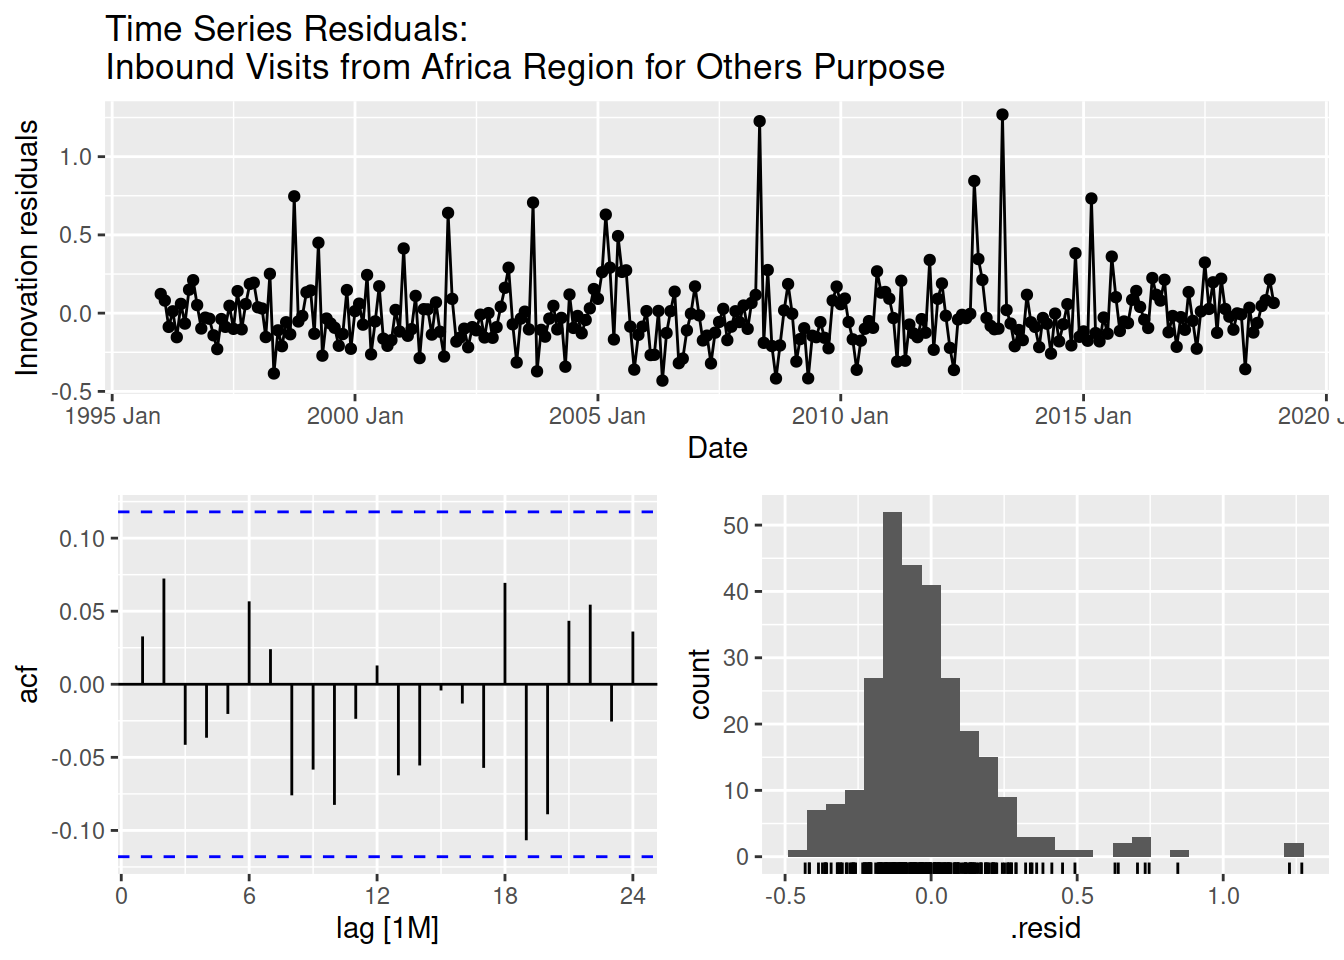 Time Series Residuals:
Inbound Visits from Africa Region for Others Purpose
Innovation residuals
1.0
0.5
0.0
-0.5
1995 Jan
2000 Jan
2005 Jan
2010 Jan
2015 Jan
2020 J
Date
acf
0.10
0.05
0.00
-0.05
-0.10
0
6
12
18
24
lag [1M]
count
50
40
30
20
10
0
-0.5
0.0
0.5
1.0
.resid